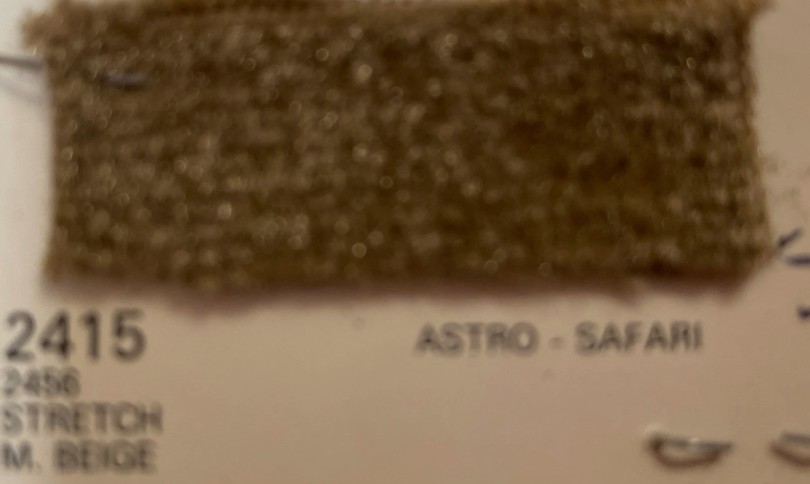 2415 ASTRO - SAFARI
2456
STRETCH
M. BEIGE